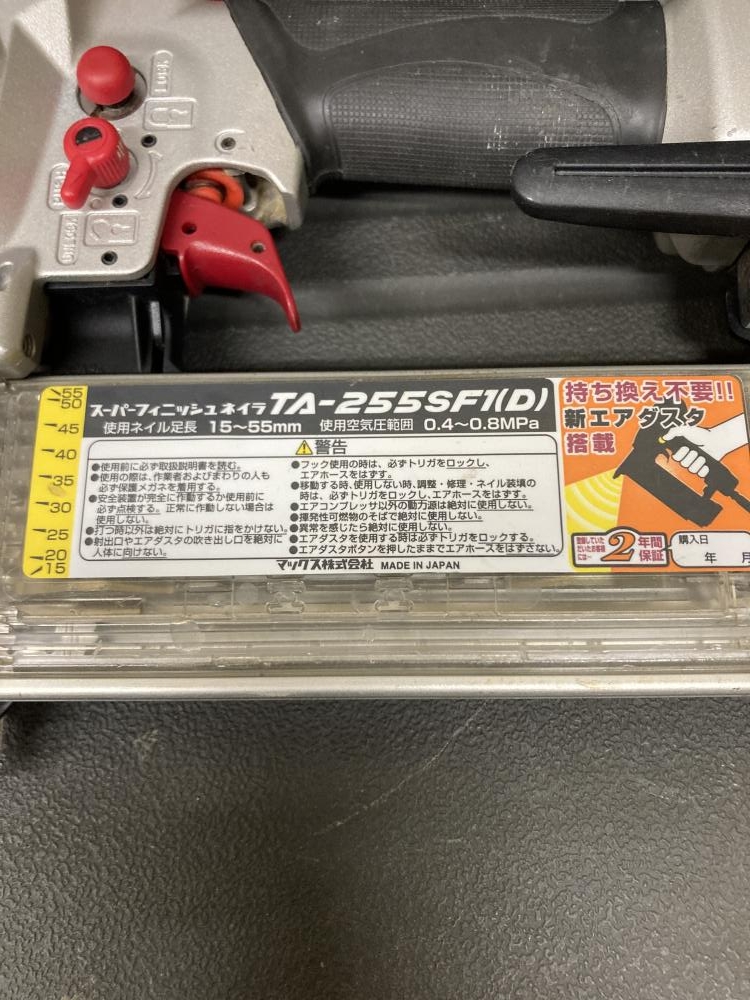 LOCK
UNLOCK
55
50
45
40
35
30
25
20
15
スーパーフィニッシュネイラ TA-255SF1(D)
使用ネイル足長 15～55mm 使用空気圧範囲 0.4～0.8MPa
警告
●使用前に必ず取扱説明書を読む。
●使用の際は、作業者およびまわりの人も
必ず保護メガネを着用する。
●安全装置が完全に作動するか使用前に
必ず点検する。正常に作動しない場合は
使用しない。
●打つ時以外は絶対にトリガに指をかけない。
●射出口やエアダスタの吹き出し口を絶対に
人体に向けない。
●フック使用の時は、必ずトリガをロックし、
エアホースをはずす。
●移動する時、使用しない時、調整・修理・ネイル装填の
時は、必ずトリガをロックし、エアホースをはずす。
●エアコンプレッサ以外の動力源は絶対に使用しない。
●揮発性可燃物のそばで絶対に使用しない。
●異常を感じたら絶対に使用しない。
●エアダスタを使用する時は必ずトリガをロックする。
●エアダスタボタンを押したままでエアホースをはずさない。
マックス株式会社 MADE IN JAPAN
持ち換え不要!!
新エアダスタ
搭載
登録していた
だいたお客様
には…
2年間
保証
購入日
年 月